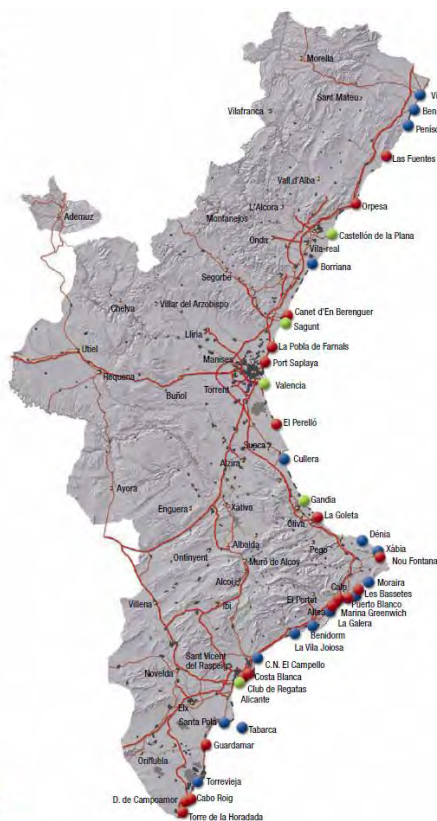 Morella
Sant Mateu
Vilafranca
Vi
Ben
Penísc
Las Fuentes
Vall d'Alba
L'Alcora
Orpesa
Ademuz
Montanejos
Onda
Castellón de la Plana
Vila-real
Borriana
Segorbe
Chelva
Villar del Arzobispo
Canet d'En Berenguer
Sagunt
Llíria
La Pobla de Farnals
Utiel
Manises
Port Saplaya
Requena
Torrent
Valencia
Buñol
El Perelló
Sueca
Cullera
Alzira
Ayora
Gandia
Enguera
Xàtiva
La Goleta
Oliva
Dénia
Albaida
Pego
Xàbia
Ontinyent
Nou Fontana
Muro de Alcoy
Moraira
Alcoi
Calp
Les Bassetes
Villena
Ibi
El Portet
Puerto Blanco
Altea
Marina Greenwich
La Galera
Benidorm
La Vila Joiosa
Sant Vicent
del Raspeig
C.N. El Campello
Novelda
Costa Blanca
Club de Regatas
Alicante
Elx
Santa Pola
Tabarca
Guardamar
Orihuela
Torrevieja
D. de Campoamor
Cabo Roig
Torre de la Horadada